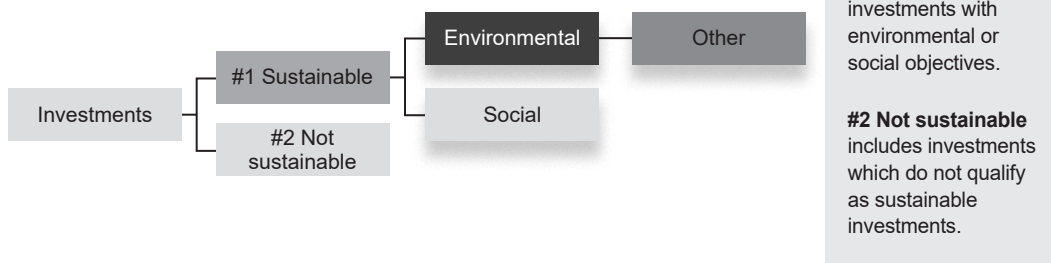 Investments
#1 Sustainable
#2 Not
sustainable
Environmental
Social
Other
investments with
environmental or
social objectives.
#2 Not sustainable
includes investments
which do not qualify
as sustainable
investments.